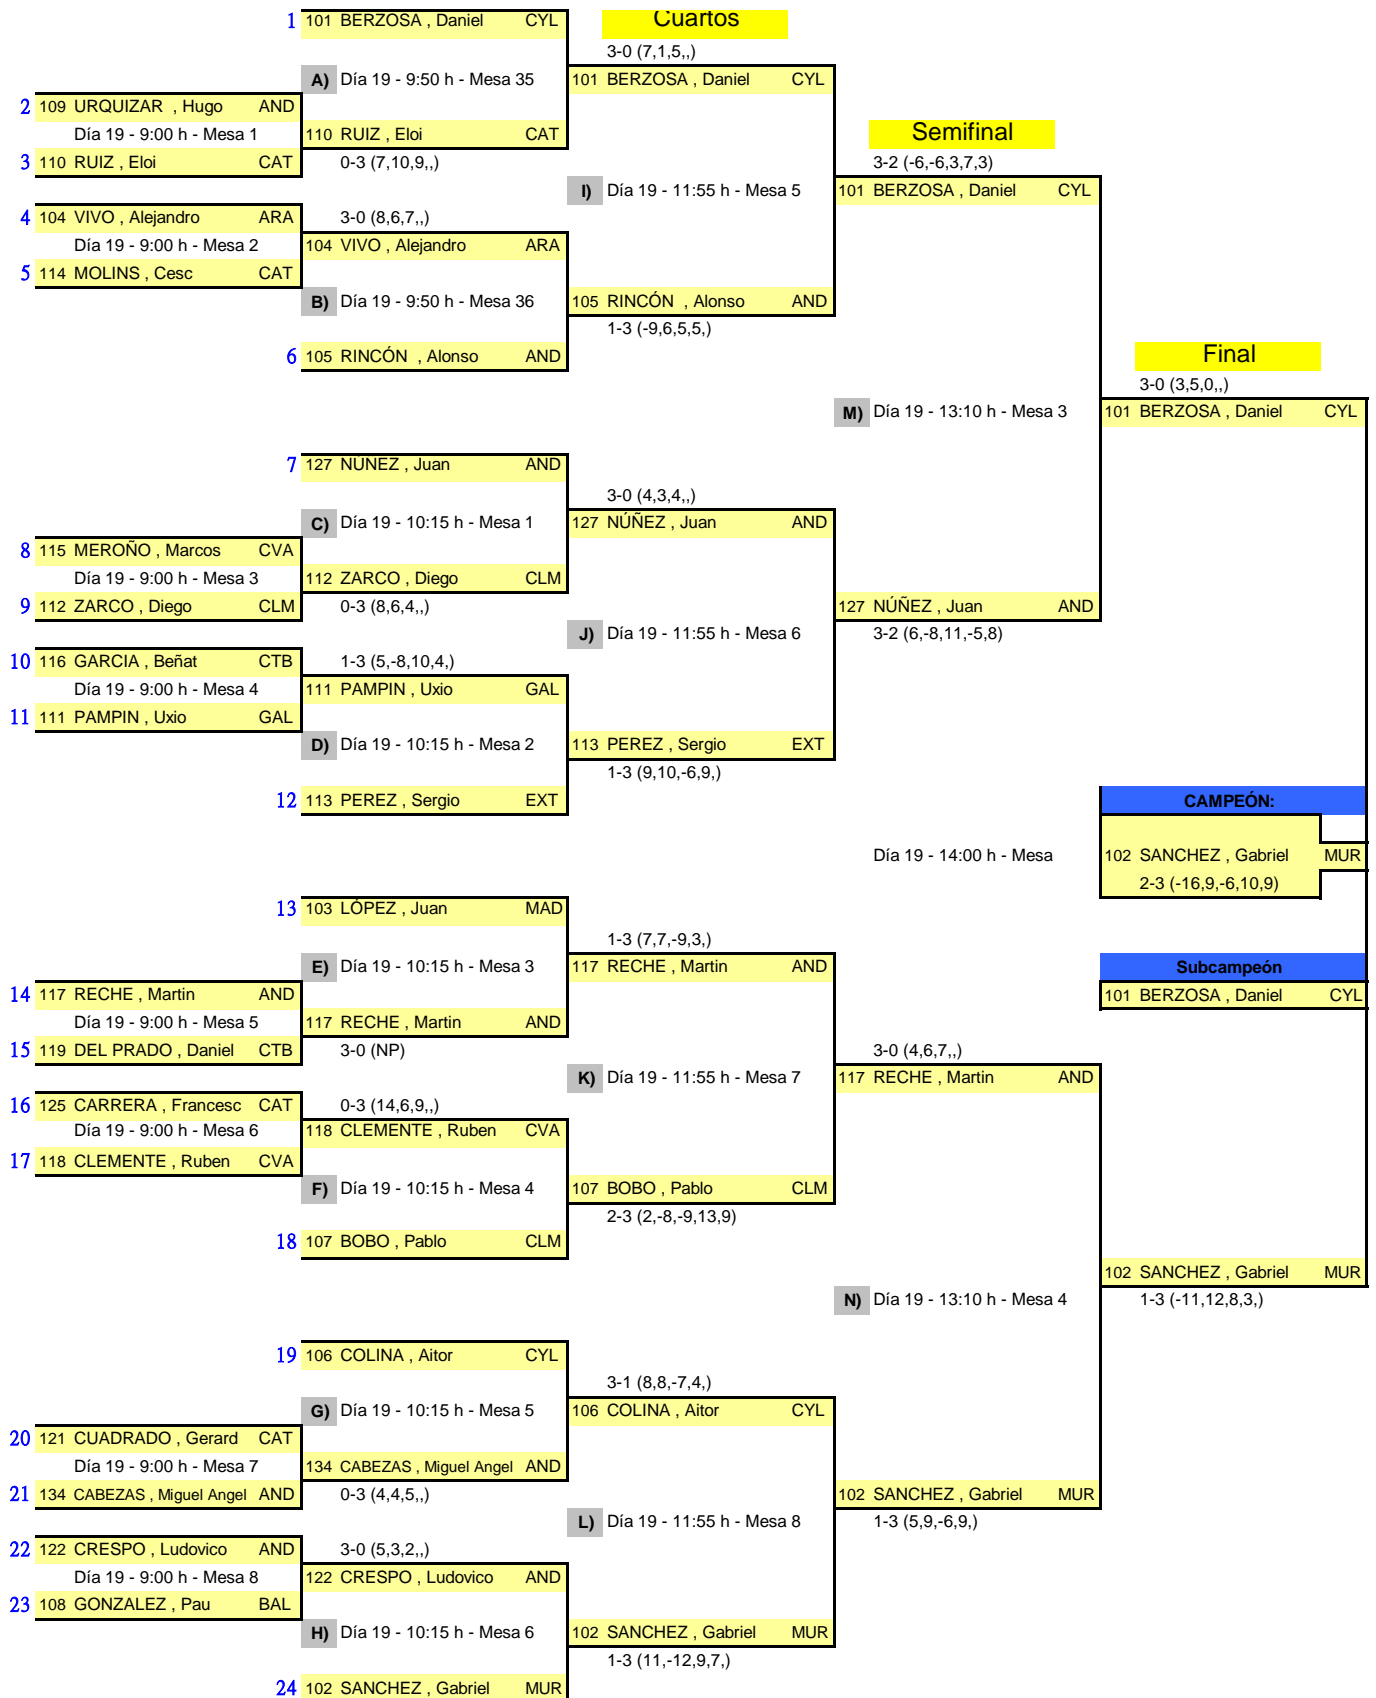 1 101 BERZOSA , Daniel CYL
Cuartos
3-0 (7,1,5,,)
A) Día 19 - 9:50 h - Mesa 35
101 BERZOSA , Daniel CYL
2 109 URQUIZAR , Hugo AND
Día 19 - 9:00 h - Mesa 1
110 RUIZ , Eloi CAT
Semifinal
3 110 RUIZ , Eloi CAT
0-3 (7,10,9,,)
3-2 (-6,-6,3,7,3)
I) Día 19 - 11:55 h - Mesa 5
101 BERZOSA , Daniel CYL
4 104 VIVO , Alejandro ARA
3-0 (8,6,7,,)
Día 19 - 9:00 h - Mesa 2
104 VIVO , Alejandro ARA
5 114 MOLINS , Cesc CAT
B) Día 19 - 9:50 h - Mesa 36
105 RINCÓN , Alonso AND
1-3 (-9,6,5,5,)
6 105 RINCÓN , Alonso AND
Final
3-0 (3,5,0,,)
M) Día 19 - 13:10 h - Mesa 3
101 BERZOSA , Daniel CYL
7 127 NÚÑEZ , Juan AND
3-0 (4,3,4,,)
C) Día 19 - 10:15 h - Mesa 1
127 NÚÑEZ , Juan AND
8 115 MEROÑO , Marcos CVA
Día 19 - 9:00 h - Mesa 3
112 ZARCO , Diego CLM
9 112 ZARCO , Diego CLM
0-3 (8,6,4,,)
127 NÚÑEZ , Juan AND
J) Día 19 - 11:55 h - Mesa 6
3-2 (6,-8,11,-5,8)
10 116 GARCIA , Beñat CTB
1-3 (5,-8,10,4,)
Día 19 - 9:00 h - Mesa 4
111 PAMPIN , Uxio GAL
11 111 PAMPIN , Uxio GAL
D) Día 19 - 10:15 h - Mesa 2
113 PEREZ , Sergio EXT
1-3 (9,10,-6,9,)
12 113 PEREZ , Sergio EXT
CAMPEÓN:
Día 19 - 14:00 h - Mesa
102 SANCHEZ , Gabriel MUR
2-3 (-16,9,-6,10,9)
13 103 LÓPEZ , Juan MAD
1-3 (7,7,-9,3,)
E) Día 19 - 10:15 h - Mesa 3
117 RECHE , Martin AND
Subcampeón
14 117 RECHE , Martin AND
101 BERZOSA , Daniel CYL
Día 19 - 9:00 h - Mesa 5
117 RECHE , Martin AND
15 119 DEL PRADO , Daniel CTB
3-0 (NP)
3-0 (4,6,7,,)
K) Día 19 - 11:55 h - Mesa 7
117 RECHE , Martin AND
16 125 CARRERA , Francesc CAT
0-3 (14,6,9,,)
Día 19 - 9:00 h - Mesa 6
118 CLEMENTE , Ruben CVA
17 118 CLEMENTE , Ruben CVA
F) Día 19 - 10:15 h - Mesa 4
107 BOBO , Pablo CLM
2-3 (2,-8,-9,13,9)
18 107 BOBO , Pablo CLM
102 SANCHEZ , Gabriel MUR
N) Día 19 - 13:10 h - Mesa 4
1-3 (-11,12,8,3,)
19 106 COLINA , Aitor CYL
3-1 (8,8,-7,4,)
G) Día 19 - 10:15 h - Mesa 5
106 COLINA , Aitor CYL
20 121 CUADRADO , Gerard CAT
Día 19 - 9:00 h - Mesa 7
134 CABEZAS , Miguel Angel AND
21 134 CABEZAS , Miguel Angel AND
0-3 (4,4,5,,)
102 SANCHEZ , Gabriel MUR
L) Día 19 - 11:55 h - Mesa 8
1-3 (5,9,-6,9,)
22 122 CRESPO , Ludovico AND
3-0 (5,3,2,,)
Día 19 - 9:00 h - Mesa 8
122 CRESPO , Ludovico AND
23 108 GONZALEZ , Pau BAL
H) Día 19 - 10:15 h - Mesa 6
102 SANCHEZ , Gabriel MUR
1-3 (11,-12,9,7,)
24 102 SANCHEZ , Gabriel MUR